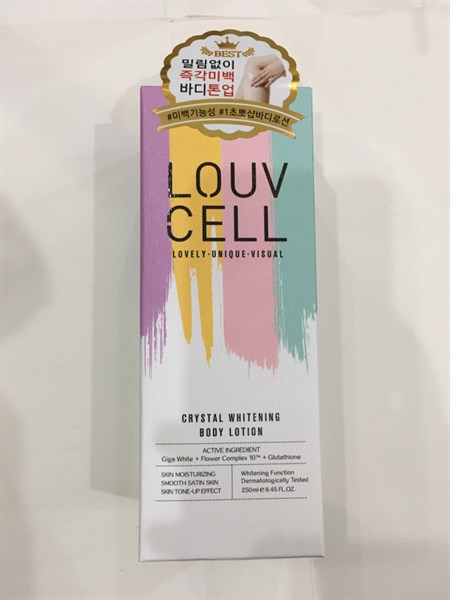 BEST
밀림없이
즉각미백
바디톤업
#미백기능성 #1초뽀샵바디로션
LOUV
CELL
LOVELY·UNIQUE·VISUAL
CRYSTAL WHITENING
BODY LOTION
ACTIVE INGREDIENT
Giga White + Flower Complex 10™ + Glutathione
SKIN MOISTURIZING
SMOOTH SATIN SKIN
SKIN TONE-UP EFFECT
Whitening Function
Dermatologically Tested
250ml ℮ 8.45 FL.OZ.